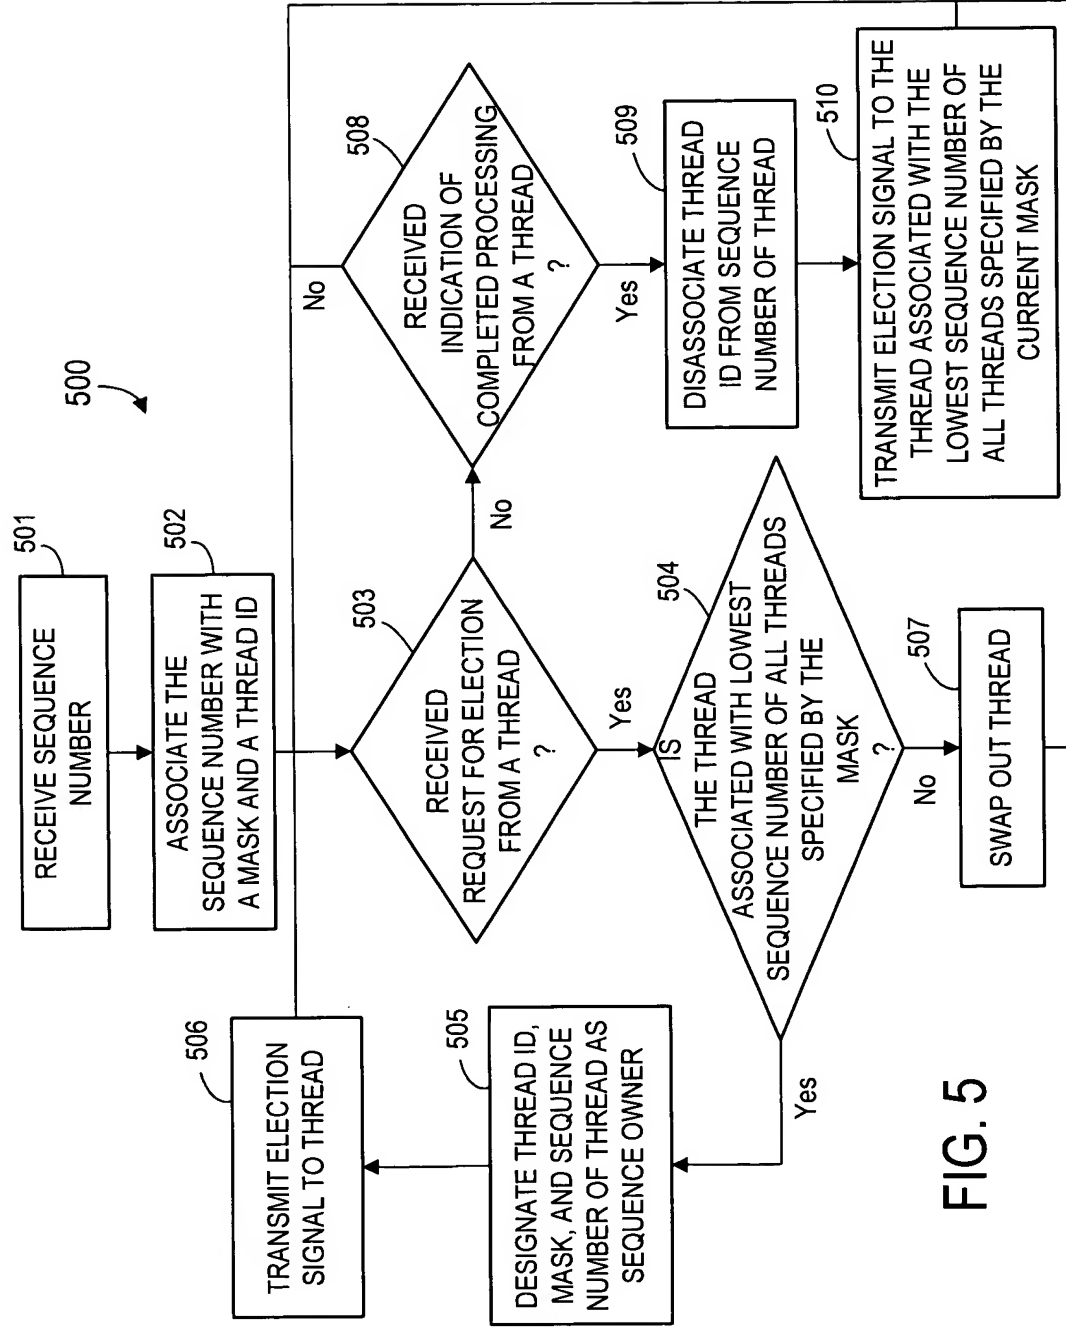 500
501
RECEIVE SEQUENCE
NUMBER
502
ASSOCIATE THE
SEQUENCE NUMBER WITH
A MASK AND A THREAD ID
503
RECEIVED
REQUEST FOR ELECTION
FROM A THREAD
?
No
Yes
504
IS
THE THREAD
ASSOCIATED WITH LOWEST
SEQUENCE NUMBER OF ALL THREADS
SPECIFIED BY THE
MASK
?
Yes
No
505
DESIGNATE THREAD ID,
MASK, AND SEQUENCE
NUMBER OF THREAD AS
SEQUENCE OWNER
506
TRANSMIT ELECTION
SIGNAL TO THREAD
507
SWAP OUT THREAD
508
RECEIVED
INDICATION OF
COMPLETED PROCESSING
FROM A THREAD
?
No
Yes
509
DISASSOCIATE THREAD
ID FROM SEQUENCE
NUMBER OF THREAD
510
TRANSMIT ELECTION SIGNAL TO THE
THREAD ASSOCIATED WITH THE
LOWEST SEQUENCE NUMBER OF
ALL THREADS SPECIFIED BY THE
CURRENT MASK
FIG. 5